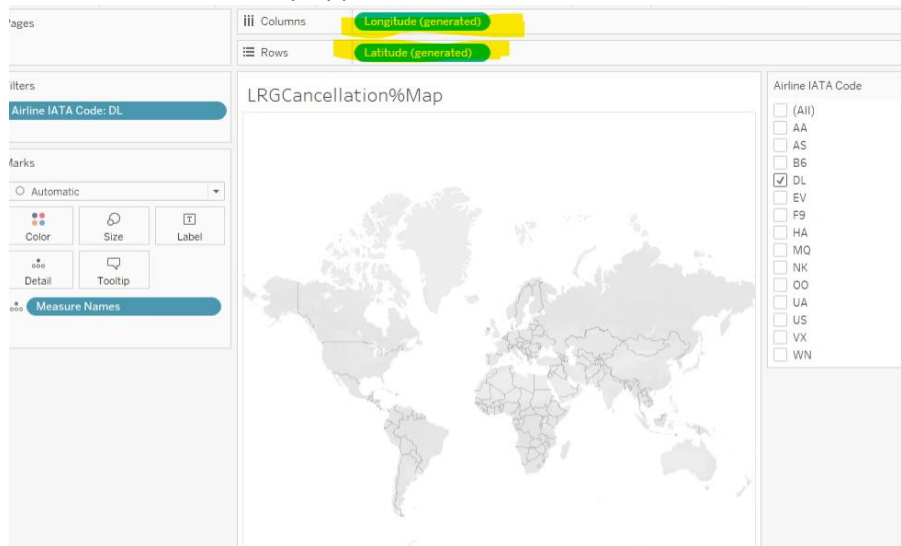 Pages
iii Columns
Longitude (generated)
Rows
Latitude (generated)
Filters
Airline IATA Code: DL
Marks
Automatic
Color
Size
T
Label
Detail
Tooltip
Measure Names
LRGCancellation%Map
Airline IATA Code
(All)
AA
AS
B6
DL
EV
F9
HA
MQ
NK
OO
UA
US
VX
WN